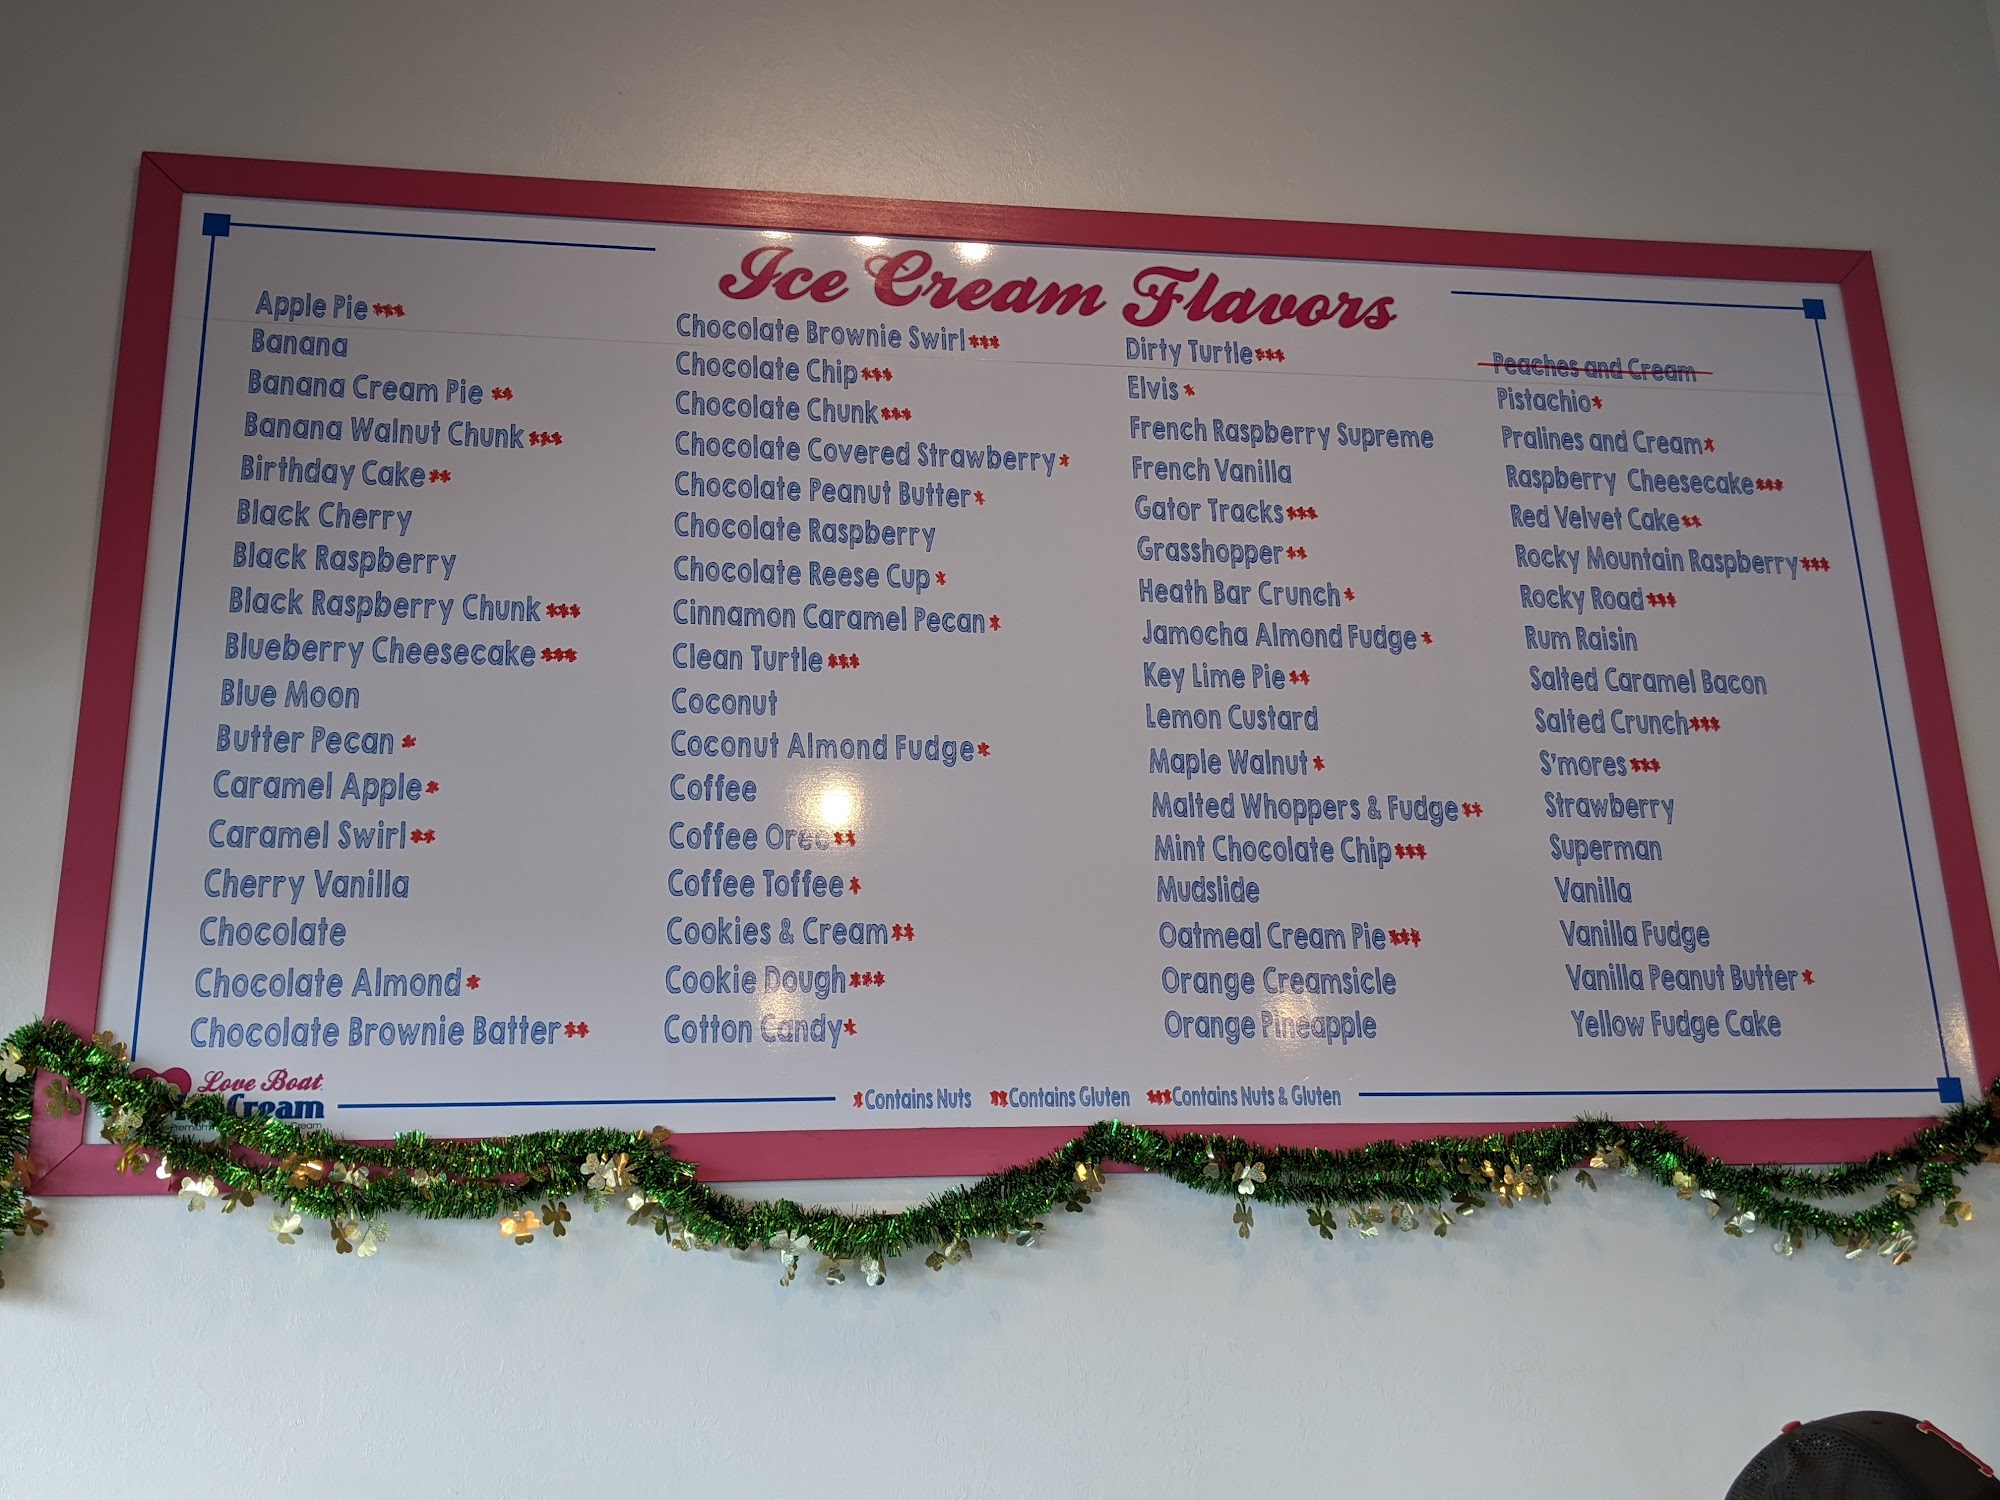 Ice Cream Flavors
Apple Pie***
Banana
Banana Cream Pie **
Banana Walnut Chunk***
Birthday Cake**
Black Cherry
Black Raspberry
Black Raspberry Chunk***
Blueberry Cheesecake***
Blue Moon
Butter Pecan *
Caramel Apple*
Caramel Swirl**
Cherry Vanilla
Chocolate
Chocolate Almond*
Chocolate Brownie Batter**
Chocolate Brownie Swirl***
Chocolate Chip***
Chocolate Chunk***
Chocolate Covered Strawberry*
Chocolate Peanut Butter*
Chocolate Raspberry
Chocolate Reese Cup *
Cinnamon Caramel Pecan*
Clean Turtle***
Coconut
Coconut Almond Fudge*
Coffee
Coffee Oreo**
Coffee Toffee*
Cookies & Cream**
Cookie Dough***
Cotton Candy*
Dirty Turtle***
Elvis *
French Raspberry Supreme
French Vanilla
Gator Tracks***
Grasshopper**
Heath Bar Crunch*
Jamocha Almond Fudge*
Key Lime Pie**
Lemon Custard
Maple Walnut*
Malted Whoppers & Fudge**
Mint Chocolate Chip***
Mudslide
Oatmeal Cream Pie***
Orange Creamsicle
Orange Pineapple
Peaches and Cream
Pistachio*
Pralines and Cream*
Raspberry Cheesecake***
Red Velvet Cake**
Rocky Mountain Raspberry***
Rocky Road***
Rum Raisin
Salted Caramel Bacon
Salted Crunch***
S'mores***
Strawberry
Superman
Vanilla
Vanilla Fudge
Vanilla Peanut Butter*
Yellow Fudge Cake
Love Boat
Cream
Premium Cream
*Contains Nuts **Contains Gluten ***Contains Nuts & Gluten